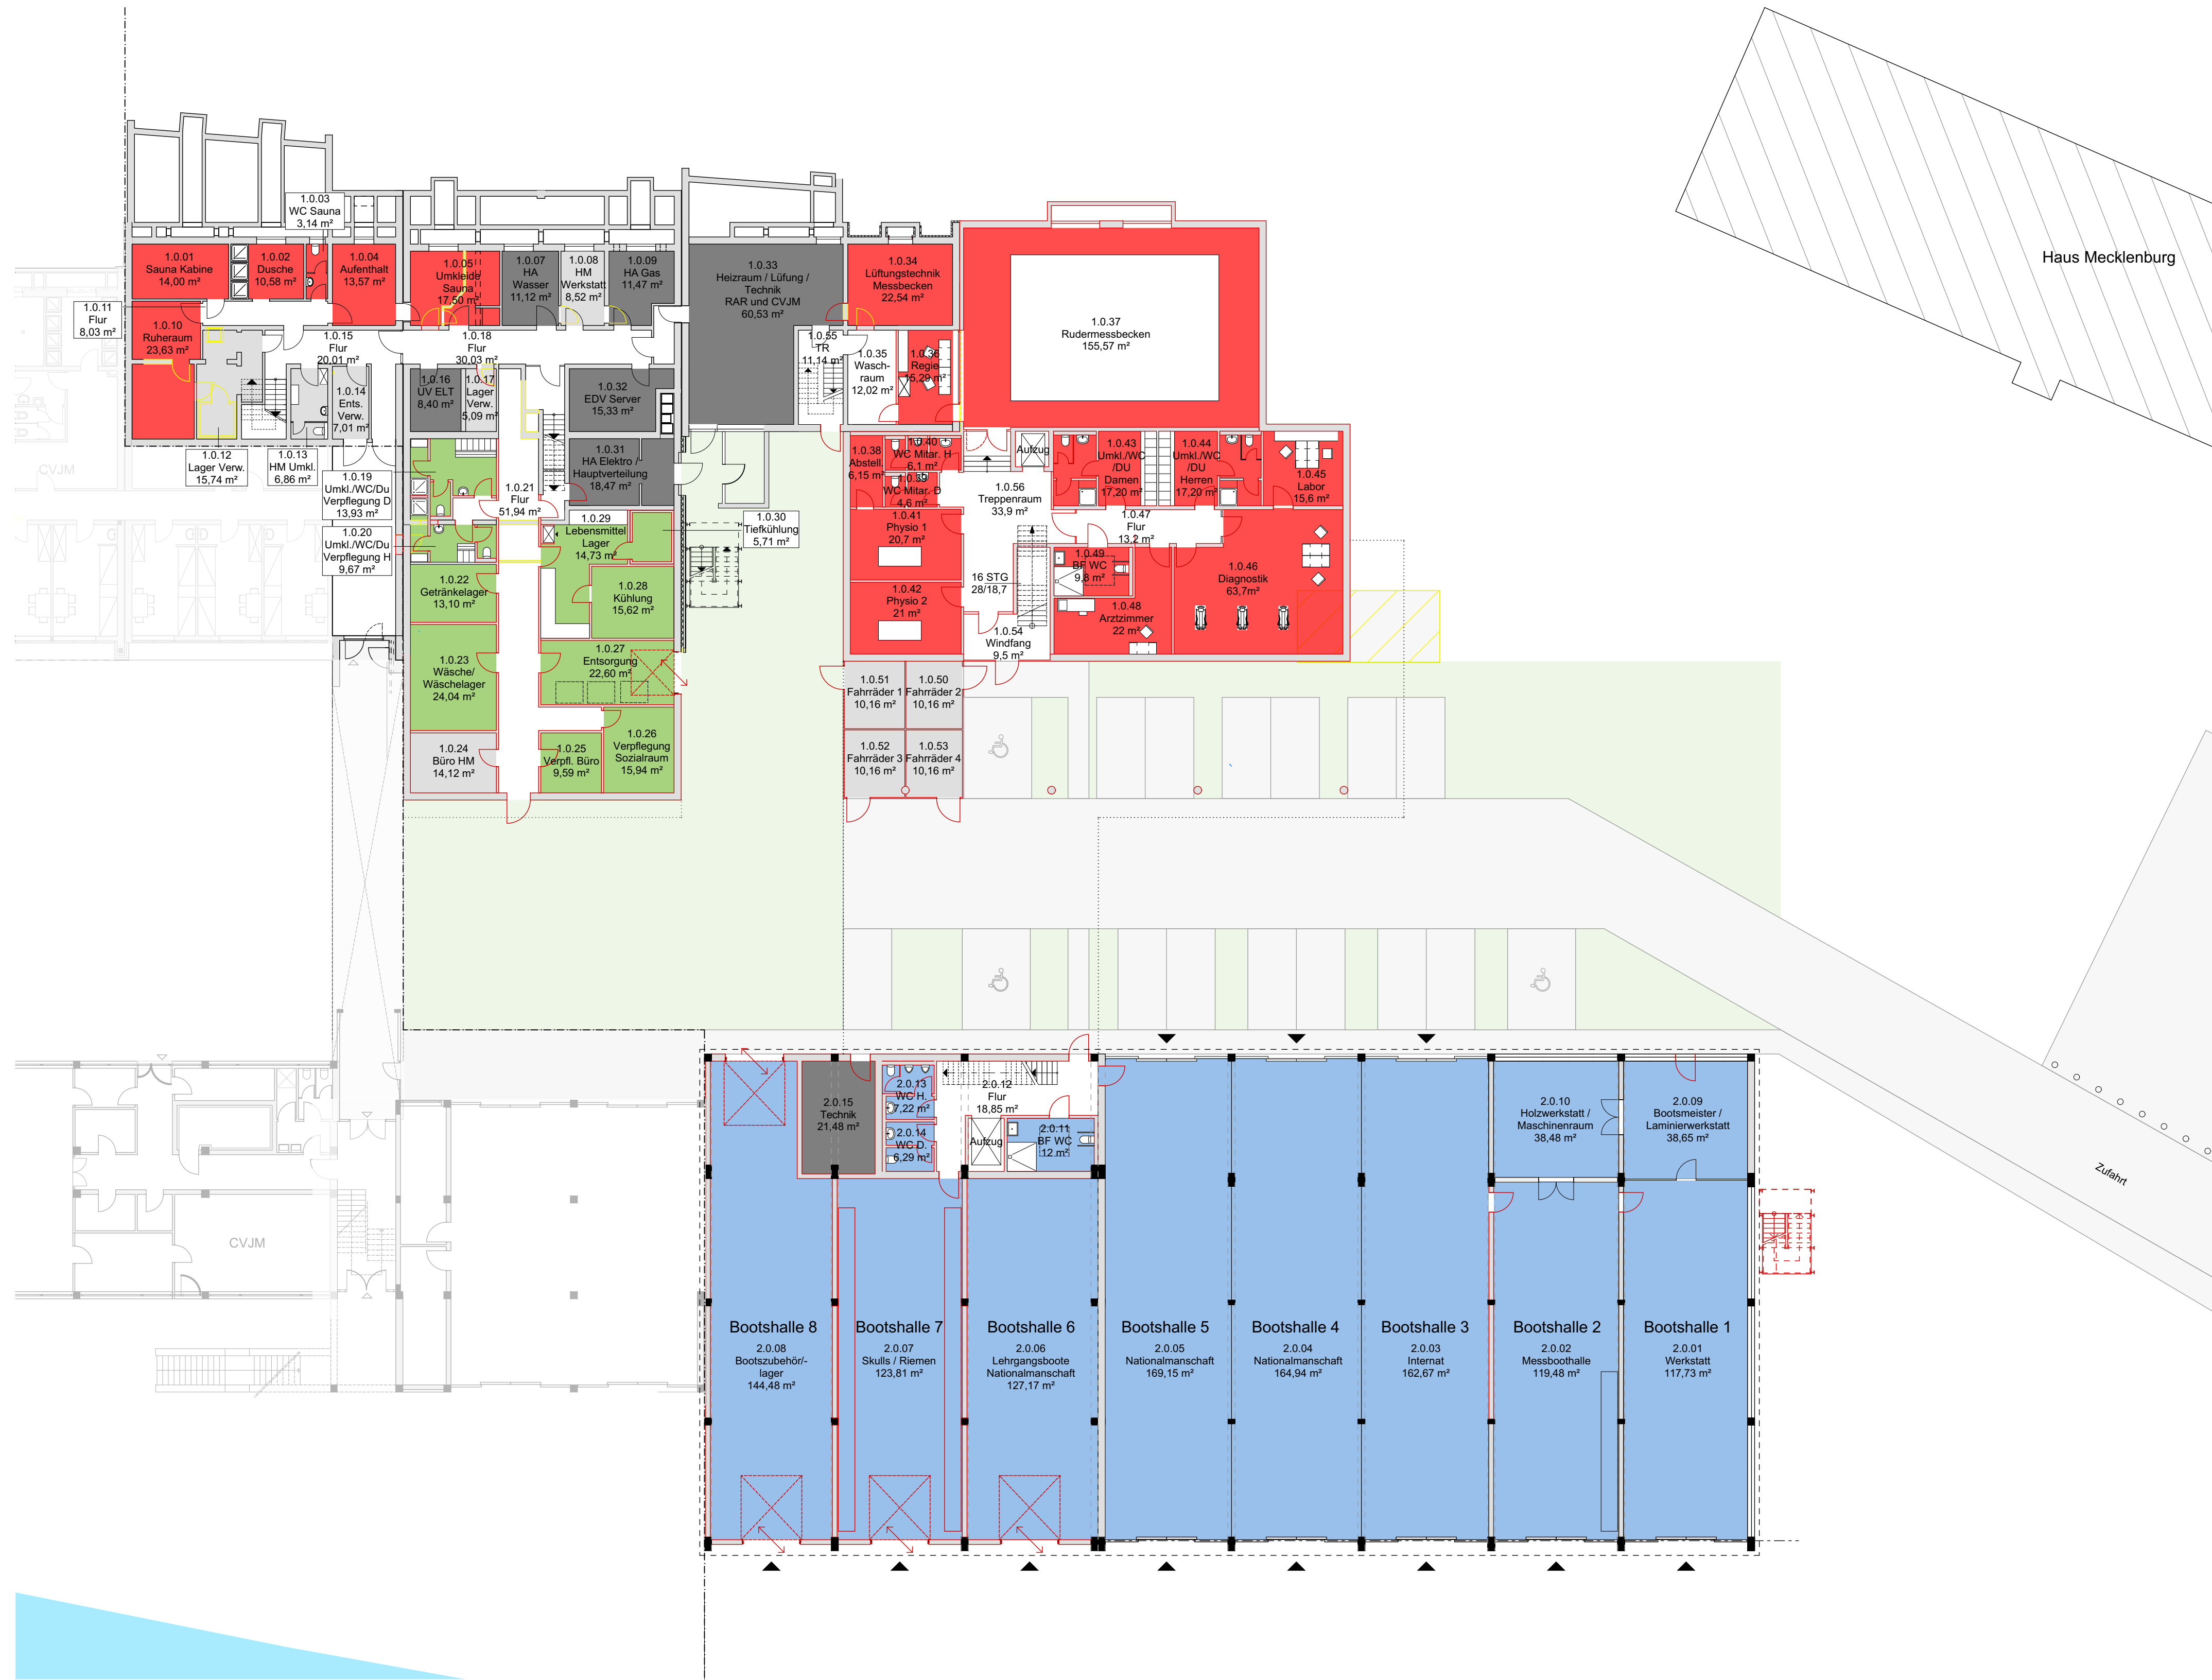 Haus Mecklenburg
1.0.03
WC Sauna
3,14 m²
1.0.01
Sauna Kabine
14,00 m²
1.0.02
Dusche
10,58 m²
1.0.04
Aufenthalt
13,57 m²
1.0.05
Umkleide
Sauna
17,50 m²
1.0.07
HA
Wasser
11,12 m²
1.0.08
HM
Werkstatt
8,52 m²
1.0.09
HA Gas
11,47 m²
1.0.33
Heizraum / Lüfung /
Technik
RAR und CVJM
60,53 m²
1.0.34
Lüftungstechnik
Messbecken
22,54 m²
1.0.37
Rudermessbecken
155,57 m²
1.0.11
Flur
8,03 m²
1.0.10
Ruheraum
23,63 m²
1.0.15
Flur
20,01 m²
1.0.18
Flur
30,03 m²
1.0.55
TR
11,14 m²
1.0.35
Wasch-
raum
12,02 m²
1.0.36
Regie
15,29 m²
1.0.14
Ents.
Verw.
7,01 m²
1.0.16
UV ELT
8,40 m²
1.0.17
Lager
Verw.
5,09 m²
1.0.32
EDV Server
15,33 m²
1.0.12
Lager Verw.
15,74 m²
1.0.13
HM Umkl.
6,86 m²
CVJM
1.0.19
Umkl./WC/Du
Verpflegung D
13,93 m²
1.0.20
Umkl./WC/Du
Verpflegung H
9,67 m²
1.0.21
Flur
51,94 m²
1.0.31
HA Elektro /
Hauptverteilung
18,47 m²
1.0.29
Lebensmittel
Lager
14,73 m²
1.0.30
Tiefkühlung
5,71 m²
1.0.38
Abstell.
6,15 m²
1.0.40
WC Mitar. H
6,1 m²
1.0.39
WC Mitar. D
4,6 m²
Aufzug
1.0.43
Umkl./WC
/DU
Damen
17,20 m²
1.0.44
Umkl./WC
/DU
Herren
17,20 m²
1.0.45
Labor
15,6 m²
1.0.56
Treppenraum
33,9 m²
1.0.41
Physio 1
20,7 m²
1.0.47
Flur
13,2 m²
1.0.49
BF WC
9,8 m²
1.0.46
Diagnostik
63,7m²
16 STG
28/18,7
1.0.42
Physio 2
21 m²
1.0.48
Arztzimmer
22 m²
1.0.54
Windfang
9,5 m²
1.0.22
Getränkelager
13,10 m²
1.0.28
Kühlung
15,62 m²
1.0.23
Wäsche/
Wäschelager
24,04 m²
1.0.27
Entsorgung
22,60 m²
1.0.24
Büro HM
14,12 m²
1.0.25
Verpfl. Büro
9,59 m²
1.0.26
Verpflegung
Sozialraum
15,94 m²
1.0.51
Fahrräder 1
10,16 m²
1.0.50
Fahrräder 2
10,16 m²
1.0.52
Fahrräder 3
10,16 m²
1.0.53
Fahrräder 4
10,16 m²
2.0.15
Technik
21,48 m²
2.0.13
WC H.
7,22 m²
2.0.14
WC D.
6,29 m²
2.0.12
Flur
18,85 m²
Aufzug
2.0.11
BF WC
12 m²
2.0.10
Holzwerkstatt /
Maschinenraum
38,48 m²
2.0.09
Bootsmeister /
Laminierwerkstatt
38,65 m²
Zufahrt
CVJM
Bootshalle 8
2.0.08
Bootszubehör/-
lager
144,48 m²
Bootshalle 7
2.0.07
Skulls / Riemen
123,81 m²
Bootshalle 6
2.0.06
Lehrgangsboote
Nationalmanschaft
127,17 m²
Bootshalle 5
2.0.05
Nationalmanschaft
169,15 m²
Bootshalle 4
2.0.04
Nationalmanschaft
164,94 m²
Bootshalle 3
2.0.03
Internat
162,67 m²
Bootshalle 2
2.0.02
Messboothalle
119,48 m²
Bootshalle 1
2.0.01
Werkstatt
117,73 m²